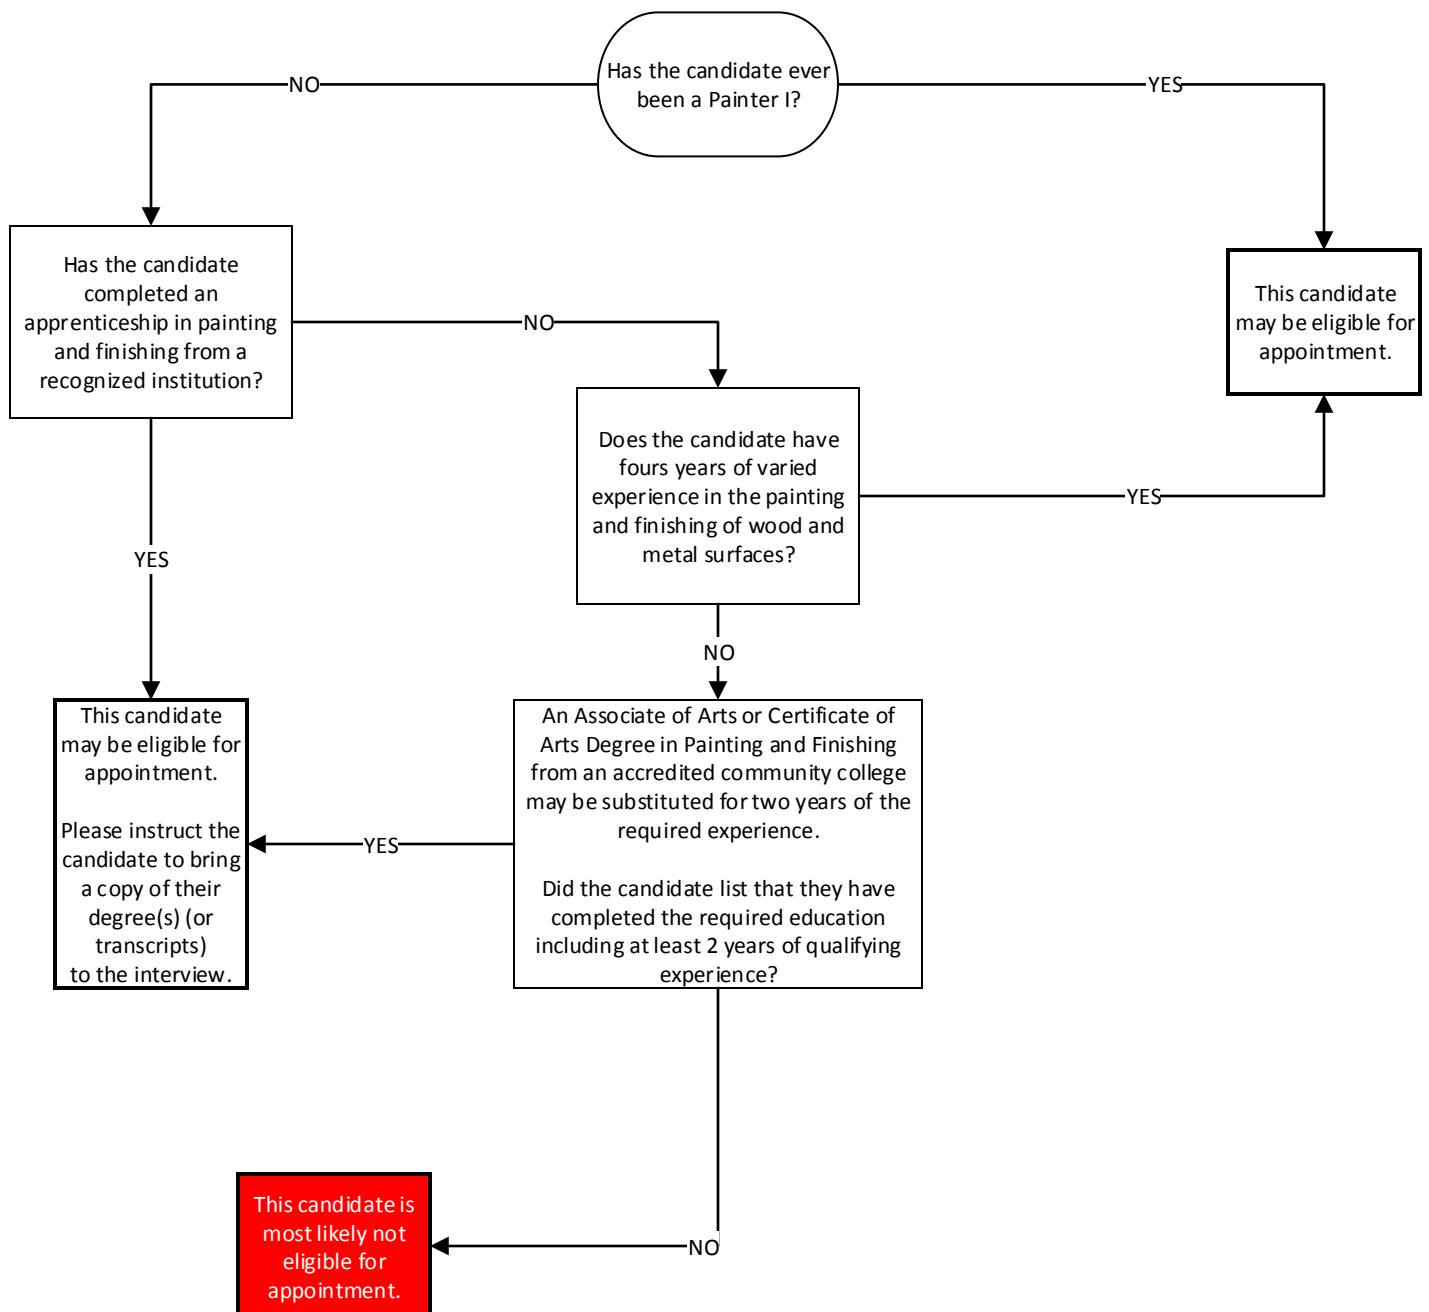 Has the candidate ever
been a Painter I?
NO
YES
Has the candidate
completed an
apprenticeship in painting
and finishing from a
recognized institution?
This candidate
may be eligible for
appointment.
NO
Does the candidate have
fours years of varied
experience in the painting
and finishing of wood and
metal surfaces?
YES
YES
NO
This candidate
may be eligible for
appointment.
Please instruct the
candidate to bring
a copy of their
degree(s) (or
transcripts)
to the interview.
An Associate of Arts or Certificate of
Arts Degree in Painting and Finishing
from an accredited community college
may be substituted for two years of the
required experience.
Did the candidate list that they have
completed the required education
including at least 2 years of qualifying
experience?
YES
This candidate is
most likely not
eligible for
appointment.
NO